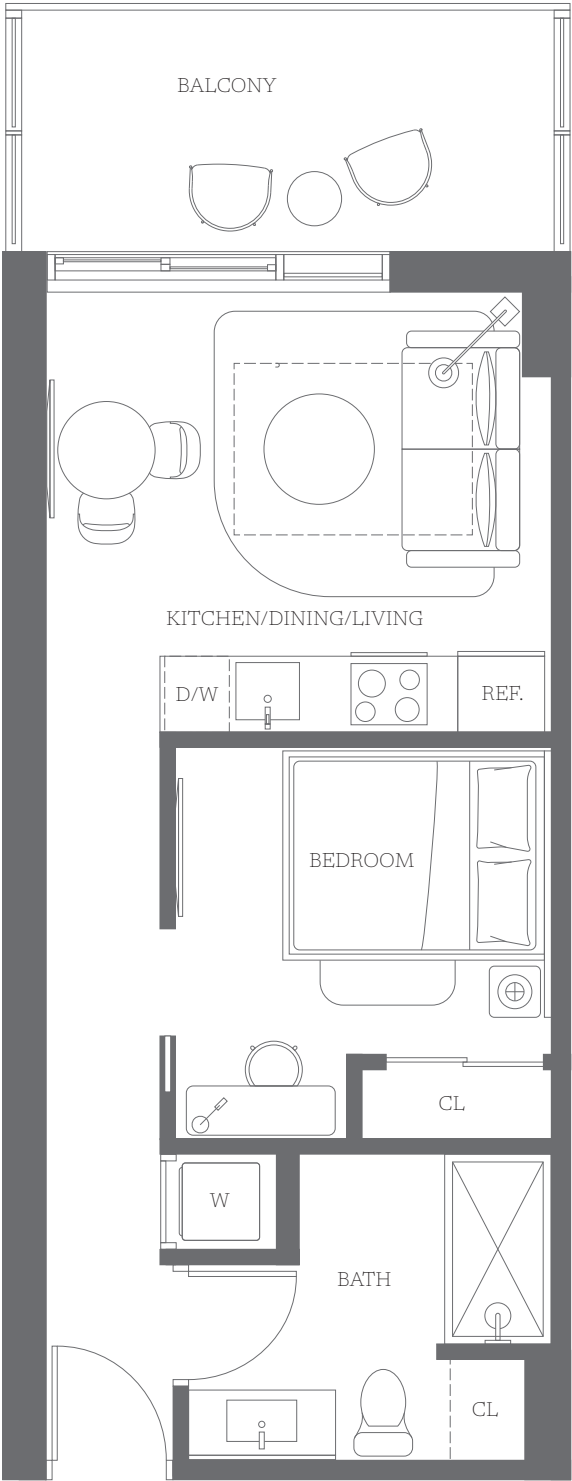 BALCONY
KITCHEN/DINING/LIVING
D/W
REF.
BEDROOM
CL
W
BATH
CL